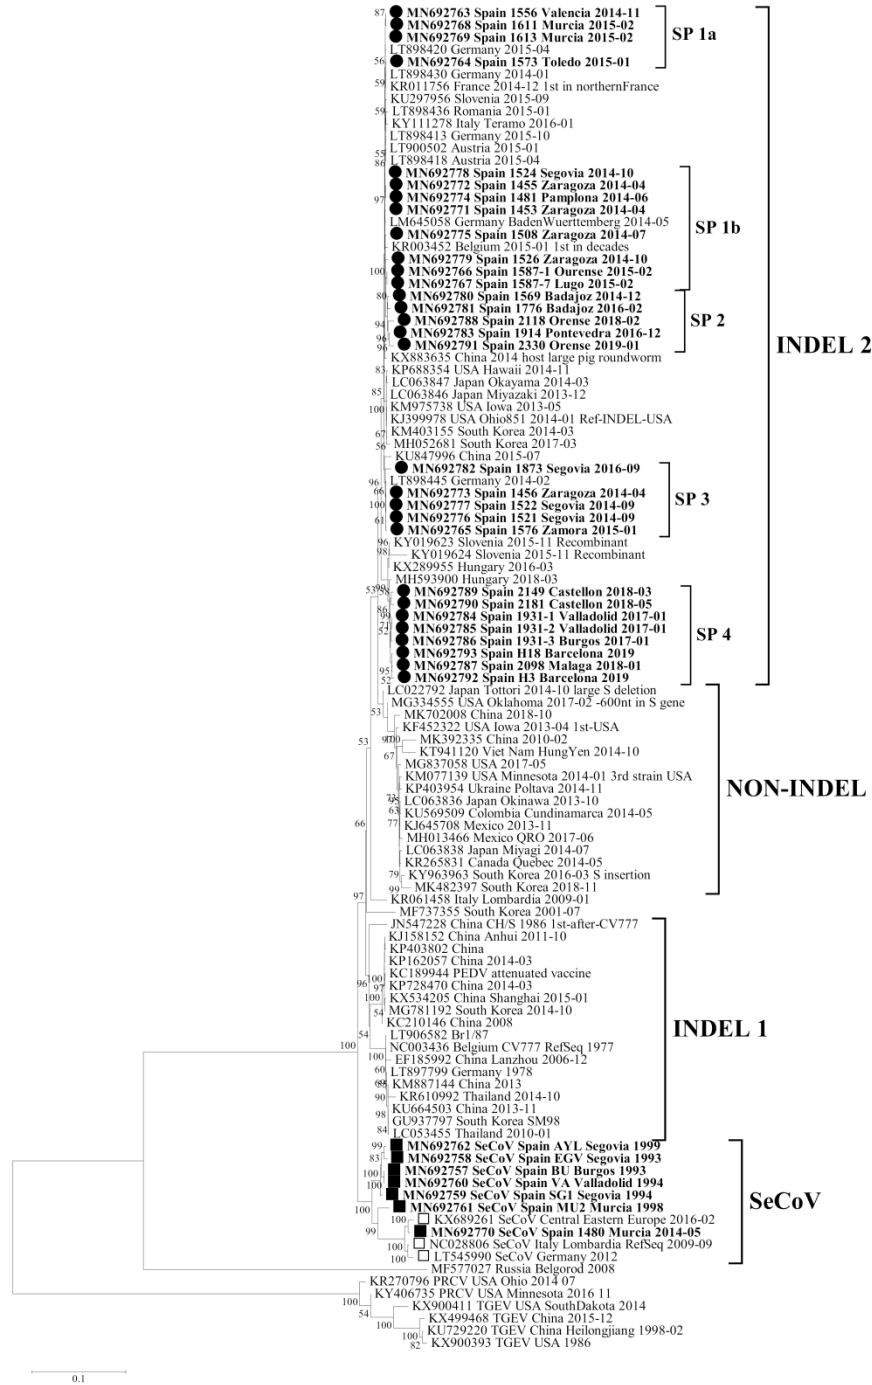 MN692763 Spain 1556 Valencia 2014-11
MN692768 Spain 1611 Murcia 2015-02
MN692769 Spain 1613 Murcia 2015-02
LT898420 Germany 2015-04
MN692764 Spain 1573 Toledo 2015-01
SP 1a
LT898430 Germany 2014-01
KR011756 France 2014-12 1st in northernFrance
KU297956 Slovenia 2015-09
LT898436 Romania 2015-01
KY111278 Italy Teramo 2016-01
LT898413 Germany 2015-10
LT900502 Austria 2015-01
LT898418 Austria 2015-04
MN692778 Spain 1524 Segovia 2014-10
MN692772 Spain 1455 Zaragoza 2014-04
MN692774 Spain 1481 Pamplona 2014-06
MN692771 Spain 1453 Zaragoza 2014-04
LM645058 Germany BadenWuerttemberg 2014-05
MN692775 Spain 1508 Zaragoza 2014-07
KR003452 Belgium 2015-01 1st in decades
MN692779 Spain 1526 Zaragoza 2014-10
MN692766 Spain 1587-1 Ourense 2015-02
MN692767 Spain 1587-7 Lugo 2015-02
SP 1b
MN692780 Spain 1569 Badajoz 2014-12
MN692781 Spain 1776 Badajoz 2016-02
MN692788 Spain 2118 Orense 2018-02
MN692783 Spain 1914 Pontevedra 2016-12
MN692791 Spain 2330 Orense 2019-01
SP 2
KX883635 China 2014 host large pig roundworm
KP688354 USA Hawaii 2014-11
LC063847 Japan Okayama 2014-03
LC063846 Japan Miyazaki 2013-12
KM975738 USA Iowa 2013-05
KJ399978 USA Ohio851 2014-01 Ref-INDEL-USA
KM403155 South Korea 2014-03
MH052681 South Korea 2017-03
KU847996 China 2015-07
MN692782 Spain 1873 Segovia 2016-09
LT898445 Germany 2014-02
MN692773 Spain 1456 Zaragoza 2014-04
MN692777 Spain 1522 Segovia 2014-09
MN692776 Spain 1521 Segovia 2014-09
MN692765 Spain 1576 Zamora 2015-01
SP 3
KY019623 Slovenia 2015-11 Recombinant
KY019624 Slovenia 2015-11 Recombinant
KX289955 Hungary 2016-03
MH593900 Hungary 2018-03
MN692789 Spain 2149 Castellon 2018-03
MN692790 Spain 2181 Castellon 2018-05
MN692784 Spain 1931-1 Valladolid 2017-01
MN692785 Spain 1931-2 Valladolid 2017-01
MN692786 Spain 1931-3 Burgos 2017-01
MN692793 Spain H18 Barcelona 2019
MN692787 Spain 2098 Malaga 2018-01
MN692792 Spain H3 Barcelona 2019
SP 4
INDEL 2
LC022792 Japan Tottori 2014-10 large S deletion
MG334555 USA Oklahoma 2017-02 -600nt in S gene
MK702008 China 2018-10
KF452322 USA Iowa 2013-04 1st-USA
MK392335 China 2010-02
KT941120 Viet Nam HungYen 2014-10
MG837058 USA 2017-05
KM077139 USA Minnesota 2014-01 3rd strain USA
KP403954 Ukraine Poltava 2014-11
LC063836 Japan Okinawa 2013-10
KU569509 Colombia Cundinamarca 2014-05
KJ645708 Mexico 2013-11
MH013466 Mexico QRO 2017-06
LC063838 Japan Miyagi 2014-07
KR265831 Canada Quebec 2014-05
KY963963 South Korea 2016-03 S insertion
MK482397 South Korea 2018-11
NON-INDEL
KR061458 Italy Lombardia 2009-01
MF737355 South Korea 2001-07
JN547228 China CH/S 1986 1st-after-CV777
KJ158152 China Anhui 2011-10
KP403802 China
KP162057 China 2014-03
KC189944 PEDV attenuated vaccine
KP728470 China 2014-03
KX534205 China Shanghai 2015-01
MG781192 South Korea 2014-10
KC210146 China 2008
LT906582 Br1/87
NC003436 Belgium CV777 RefSeq 1977
EF185992 China Lanzhou 2006-12
LT897799 Germany 1978
KM887144 China 2013
KR610992 Thailand 2014-10
KU664503 China 2013-11
GU937797 South Korea SM98
LC053455 Thailand 2010-01
INDEL 1
MN692762 SeCoV Spain AYL Segovia 1999
MN692758 SeCoV Spain EGV Segovia 1993
MN692757 SeCoV Spain BU Burgos 1993
MN692760 SeCoV Spain VA Valladolid 1994
MN692759 SeCoV Spain SG1 Segovia 1994
MN692761 SeCoV Spain MU2 Murcia 1998
KX689261 SeCoV Central Eastern Europe 2016-02
MN692770 SeCoV Spain 1480 Murcia 2014-05
NC028806 SeCoV Italy Lombardia RefSeq 2009-09
LT545990 SeCoV Germany 2012
SeCoV
MF577027 Russia Belgorod 2008
KR270796 PRCV USA Ohio 2014 07
KY406735 PRCV USA Minnesota 2016 11
KX900411 TGEV USA SouthDakota 2014
KX499468 TGEV China 2015-12
KU729220 TGEV China Heilongjiang 1998-02
KX900393 TGEV USA 1986
0.1